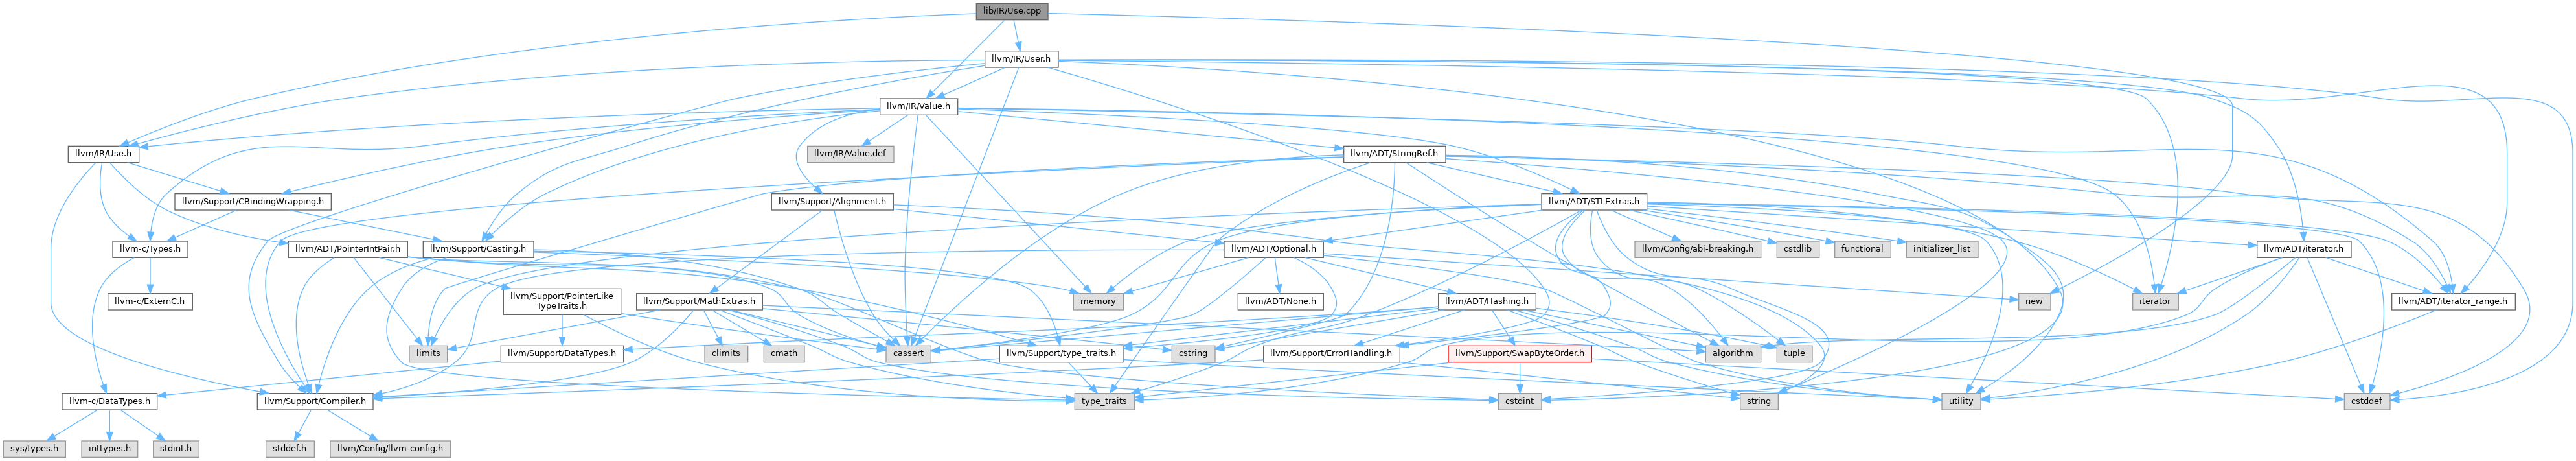 lib/IR/Use.cpp
llvm/IR/User.h
llvm/IR/Value.h
llvm/IR/Use.h
llvm/IR/Value.def
llvm/ADT/StringRef.h
llvm/Support/CBindingWrapping.h
llvm/Support/Alignment.h
llvm/ADT/STLExtras.h
llvm-c/Types.h
llvm/ADT/PointerIntPair.h
llvm/Support/Casting.h
llvm/ADT/Optional.h
llvm/Config/abi-breaking.h
cstdlib
functional
initializer_list
llvm/ADT/iterator.h
llvm-c/ExternC.h
llvm/Support/PointerLike
TypeTraits.h
llvm/Support/MathExtras.h
memory
llvm/ADT/None.h
llvm/ADT/Hashing.h
new
iterator
llvm/ADT/iterator_range.h
limits
llvm/Support/DataTypes.h
climits
cmath
cassert
llvm/Support/type_traits.h
cstring
llvm/Support/ErrorHandling.h
llvm/Support/SwapByteOrder.h
algorithm
tuple
llvm-c/DataTypes.h
llvm/Support/Compiler.h
type_traits
cstdint
string
utility
cstddef
sys/types.h
inttypes.h
stdint.h
stddef.h
llvm/Config/llvm-config.h